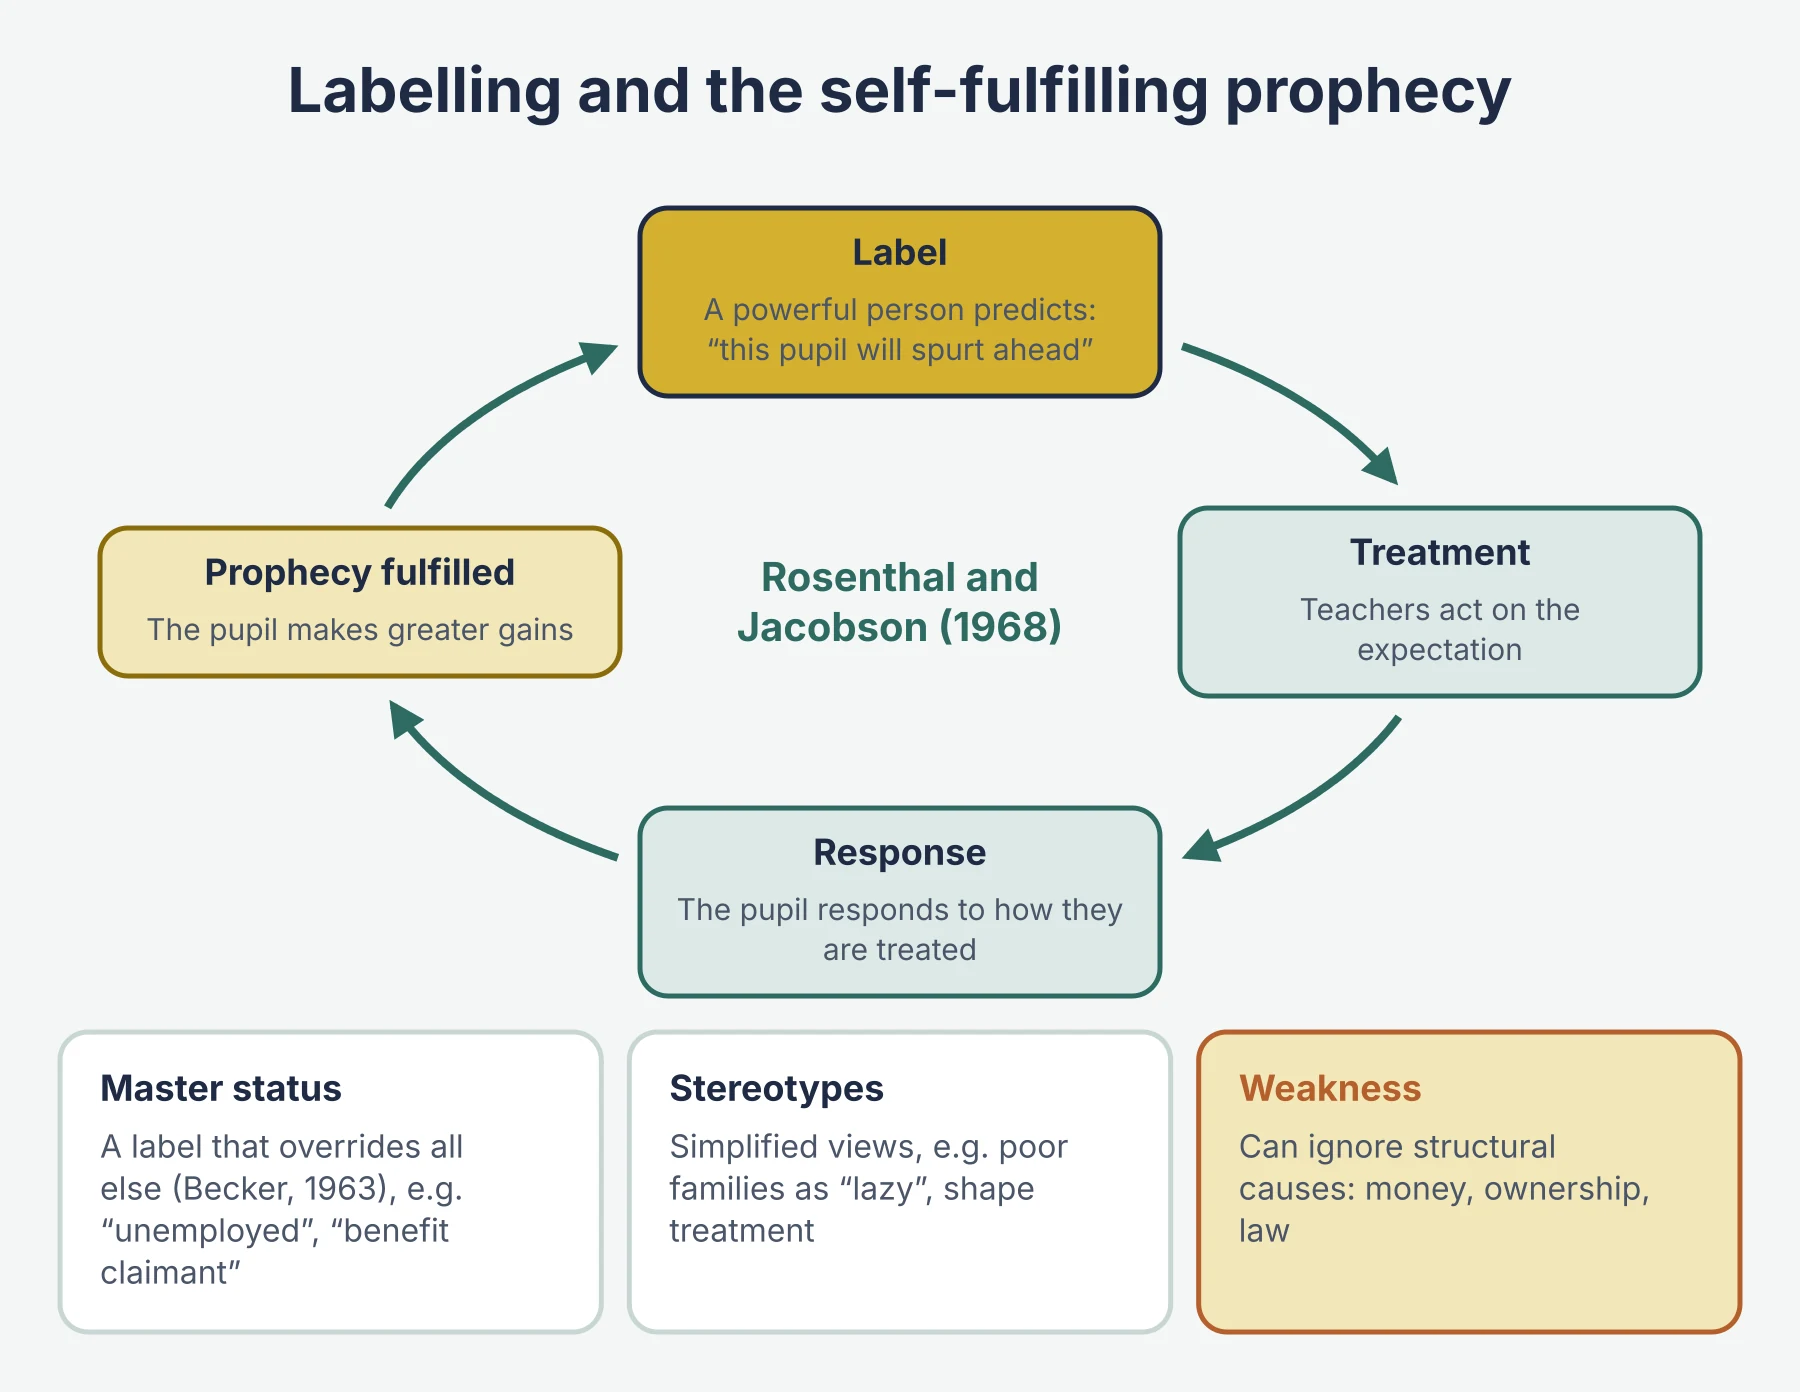 Labelling and the self-fulfilling prophecy
Label
A powerful person predicts:
“this pupil will spurt ahead”
Prophecy fulfilled
The pupil makes greater gains
Rosenthal and
Jacobson (1968)
Treatment
Teachers act on the
expectation
Response
The pupil responds to how they
are treated
Master status
A label that overrides all
else (Becker, 1963), e.g.
“unemployed”, “benefit
claimant”
Stereotypes
Simplified views, e.g. poor
families as “lazy”, shape
treatment
Weakness
Can ignore structural
causes: money, ownership,
law